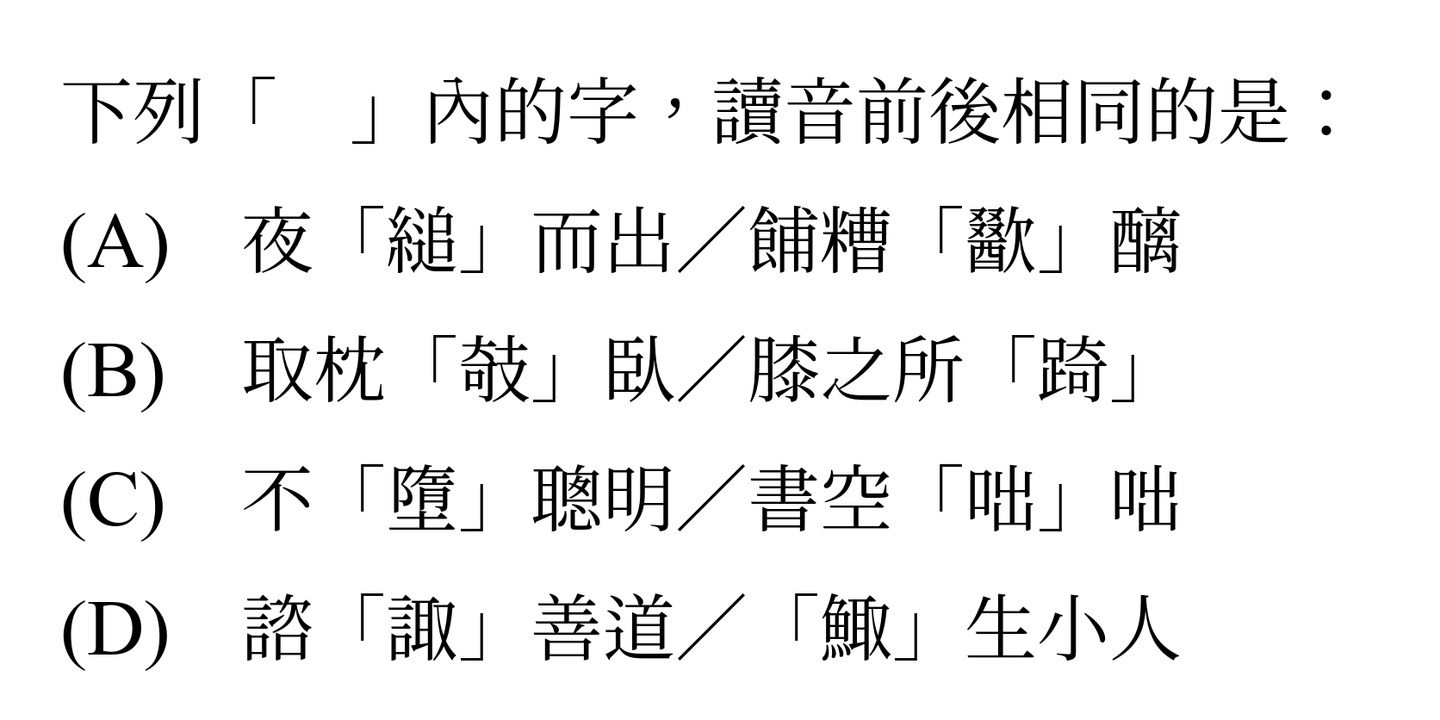 下列「　」內的字，讀音前後相同的是：
(A)　夜「縋」而出／餔糟「歠」醨
(B)　取枕「攲」臥／膝之所「踦」
(C)　不「墮」聰明／書空「咄」咄
(D)　諮「諏」善道／「鯫」生小人